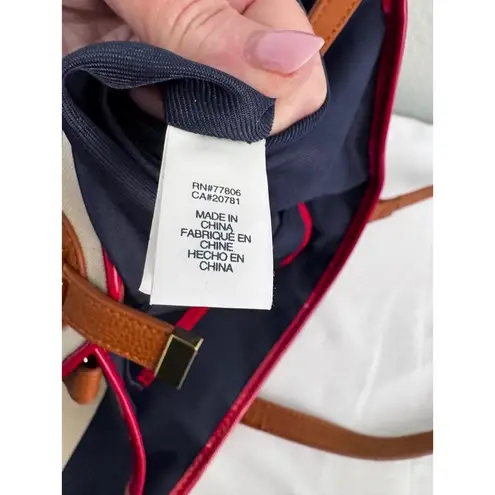 RN#77806
CA#20781
MADE IN
CHINA
FABRIQUÉ EN
CHINE
HECHO EN
CHINA